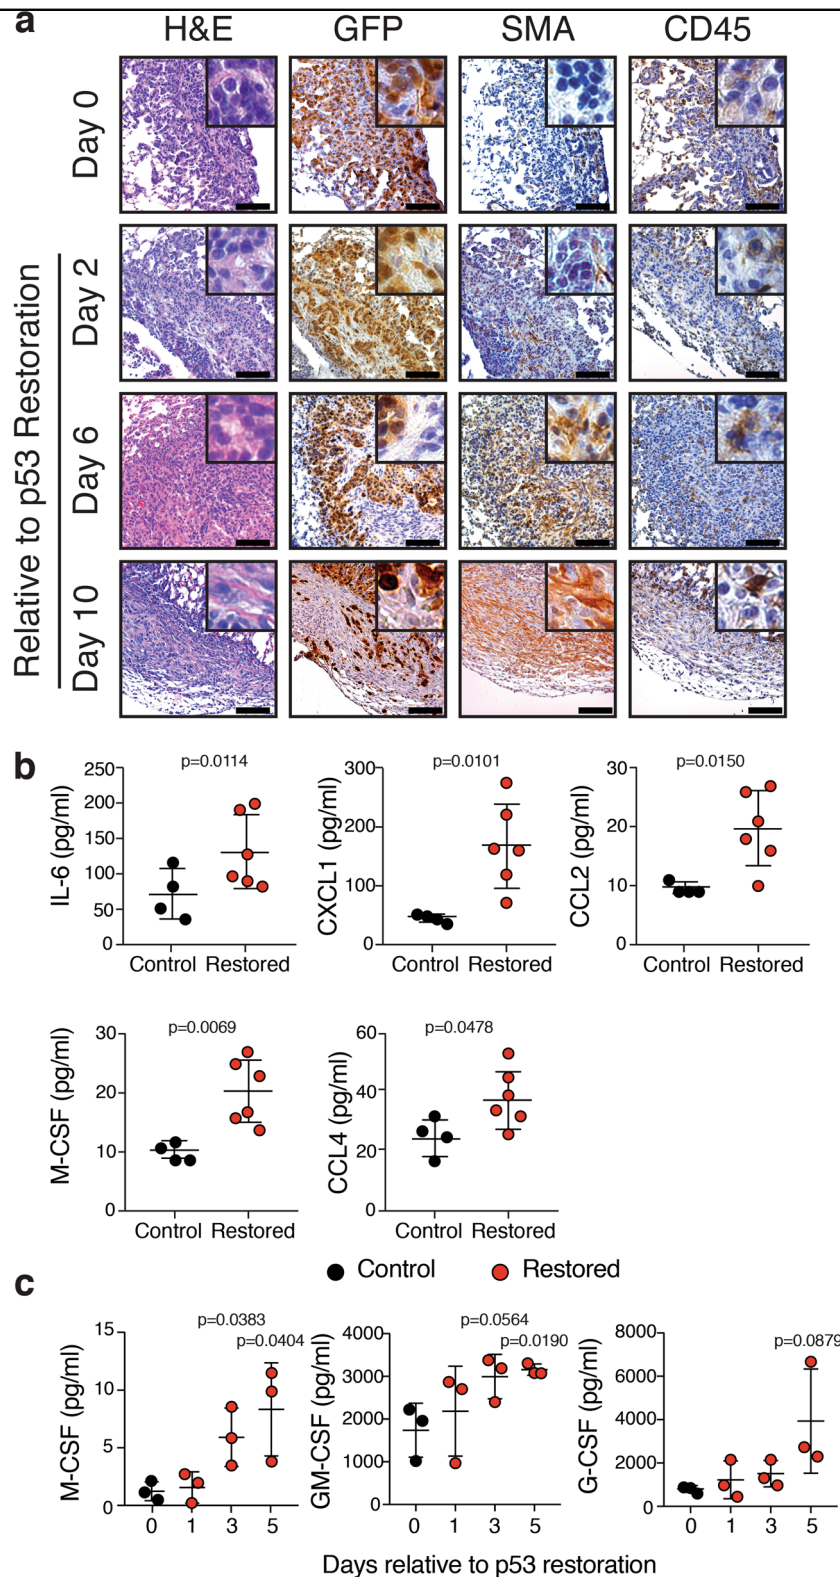 a
H&E GFP SMA CD45
Day 0
Relative to p53 Restoration
Day 2
Day 6
Day 10
b
p=0.0114
IL-6 (pg/ml)
250
200
150
100
50
0
Control Restored
p=0.0101
CXCL1 (pg/ml)
300
200
100
0
Control Restored
p=0.0150
CCL2 (pg/ml)
30
20
10
0
Control Restored
p=0.0069
M-CSF (pg/ml)
30
20
10
0
Control Restored
p=0.0478
CCL4 (pg/ml)
60
40
20
0
Control Restored
Control Restored
c
p=0.0383
p=0.0404
M-CSF (pg/ml)
15
10
5
0
0 1 3 5
p=0.0564
p=0.0190
GM-CSF (pg/ml)
4000
3000
2000
1000
0
0 1 3 5
p=0.0879
G-CSF (pg/ml)
8000
6000
4000
2000
0
0 1 3 5
Days relative to p53 restoration